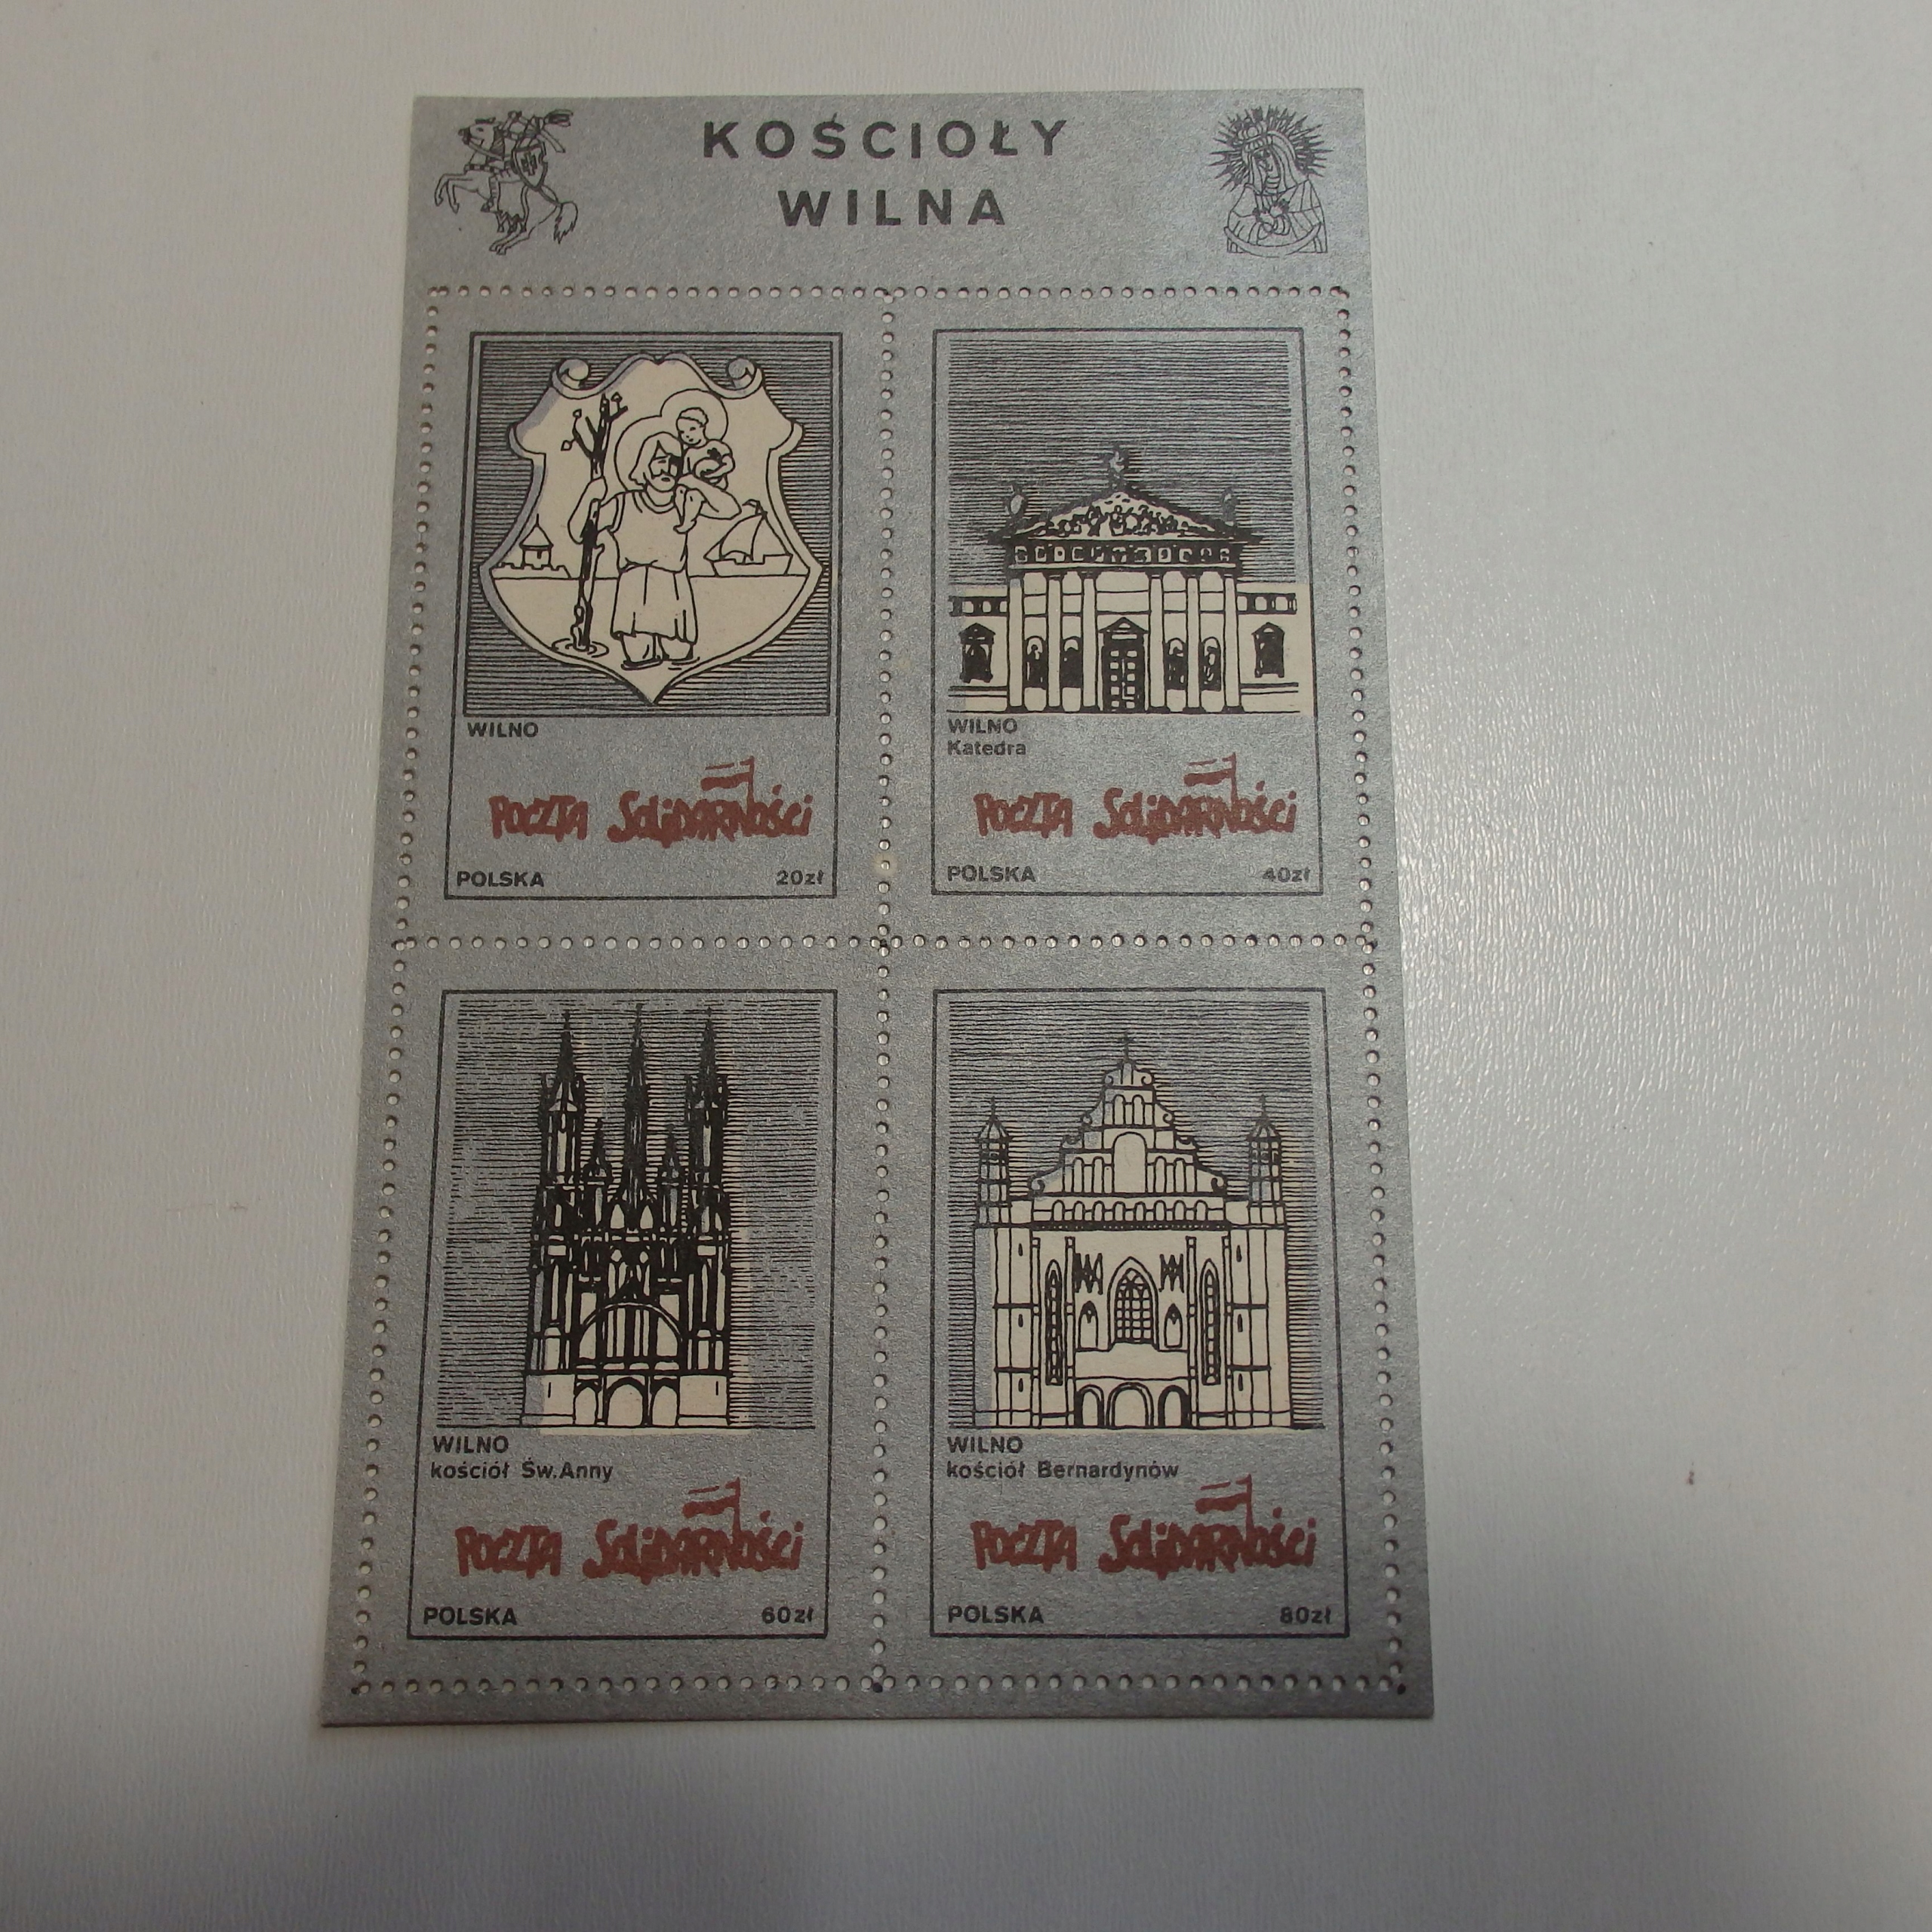 KOŚCIOŁY
WILNA
WILNO
POCZTA SOLIDARNOŚCI
POLSKA 20zł
WILNO
Katedra
POCZTA SOLIDARNOŚCI
POLSKA 40zł
WILNO
kościół Św.Anny
POCZTA SOLIDARNOŚCI
POLSKA 60zł
WILNO
kościół Bernardynów
POCZTA SOLIDARNOŚCI
POLSKA 80zł